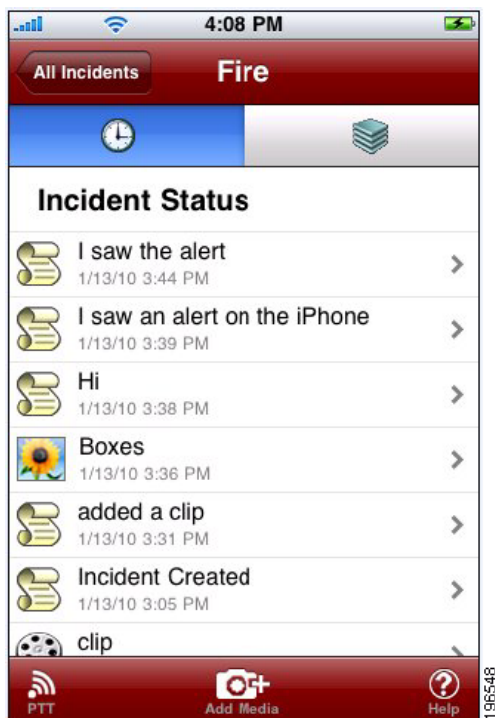 4:08 PM
All Incidents
Fire
Incident Status
I saw the alert
1/13/10 3:44 PM
I saw an alert on the iPhone
1/13/10 3:39 PM
Hi
1/13/10 3:38 PM
Boxes
1/13/10 3:36 PM
added a clip
1/13/10 3:31 PM
Incident Created
1/13/10 3:05 PM
clip
PTT
Add Media
Help